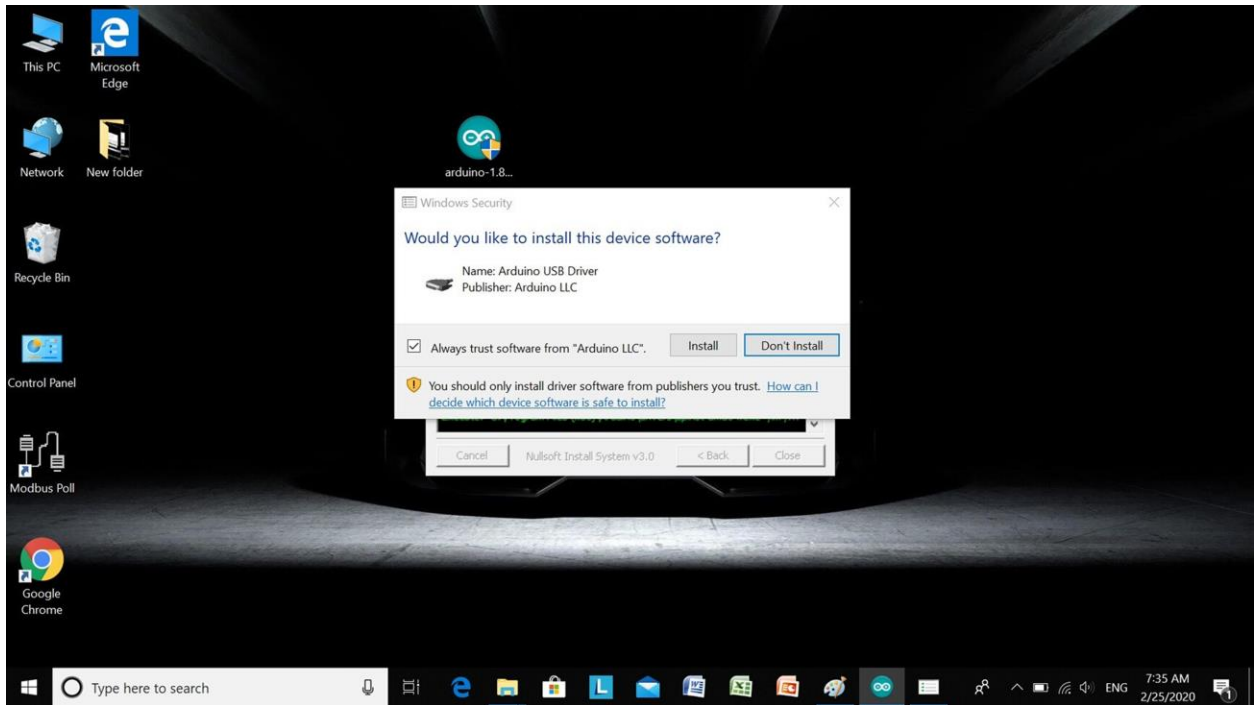 This PC
Microsoft
Edge
Network
New folder
arduino-1.8...
Recycle Bin
Control Panel
Modbus Poll
Google
Chrome
Windows Security
Would you like to install this device software?
Name: Arduino USB Driver
Publisher: Arduino LLC
Always trust software from "Arduino LLC".
Install
Don't Install
You should only install driver software from publishers you trust. How can I
decide which device software is safe to install?
Cancel
Nullsoft Install System v3.0
< Back
Close
Type here to search
L
ENG
7:35 AM
2/25/2020
1